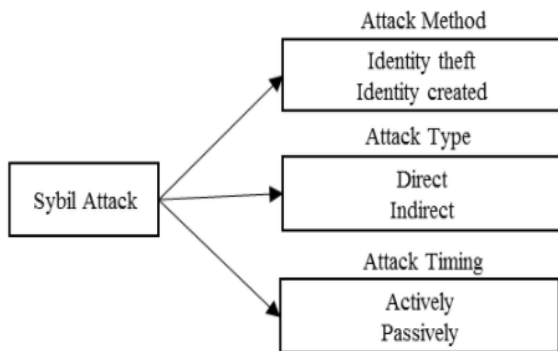 Attack Method
Identity theft
Identity created
Attack Type
Sybil Attack
Direct
Indirect
Attack Timing
Actively
Passively